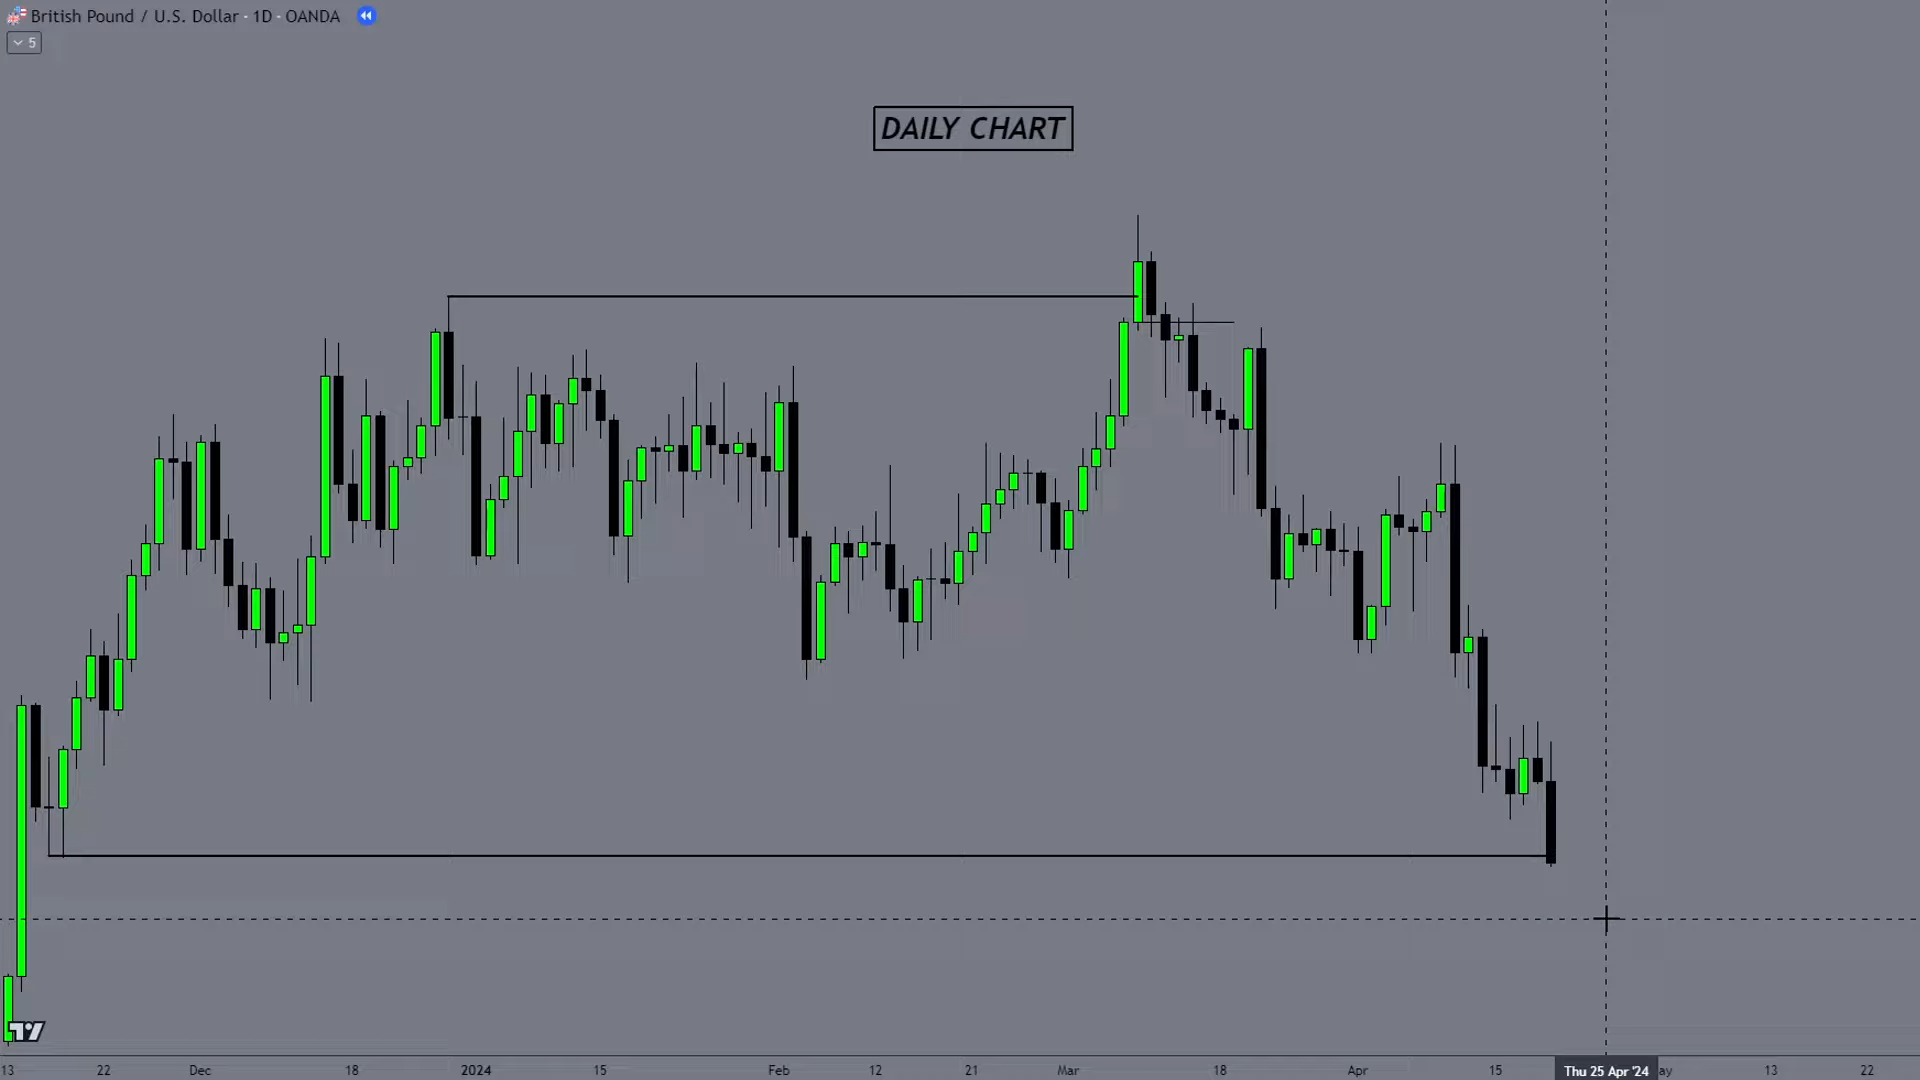 British Pound / U.S. Dollar · 1D · OANDA
5
DAILY CHART
13 22 Dec 18 2024 15 Feb 12 21 Mar 18 Apr 15 Thu 25 Apr '24 ay 13 22